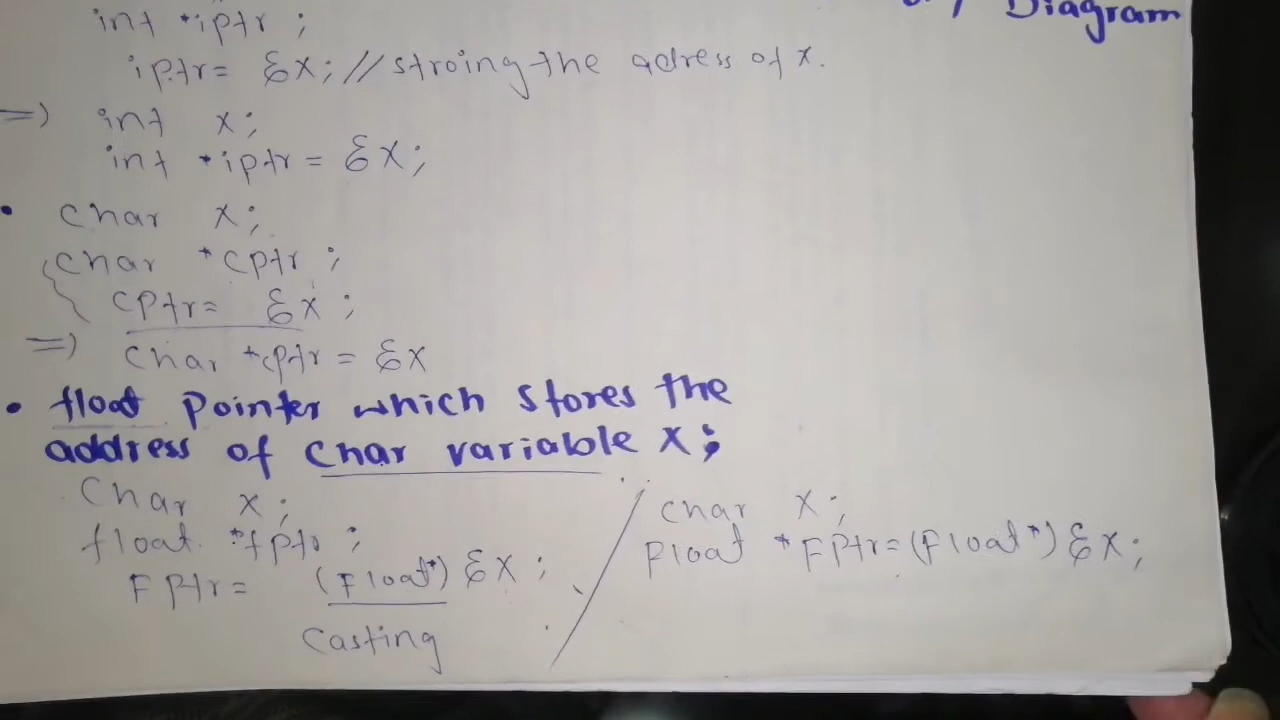 Diagram
int *iptr ;
iptr= &x; // stroing the adress of x.
=) int x;
int *iptr = &x;
• char x;
char *cptr ;
cptr= &x ;
=) char *cptr = &x
• float pointer which stores the
address of char variable x;
Char x;
float *fptr ;
Fptr= (Float*) &x ;
Casting
char x;
Float *Fptr=(Float*) &x;